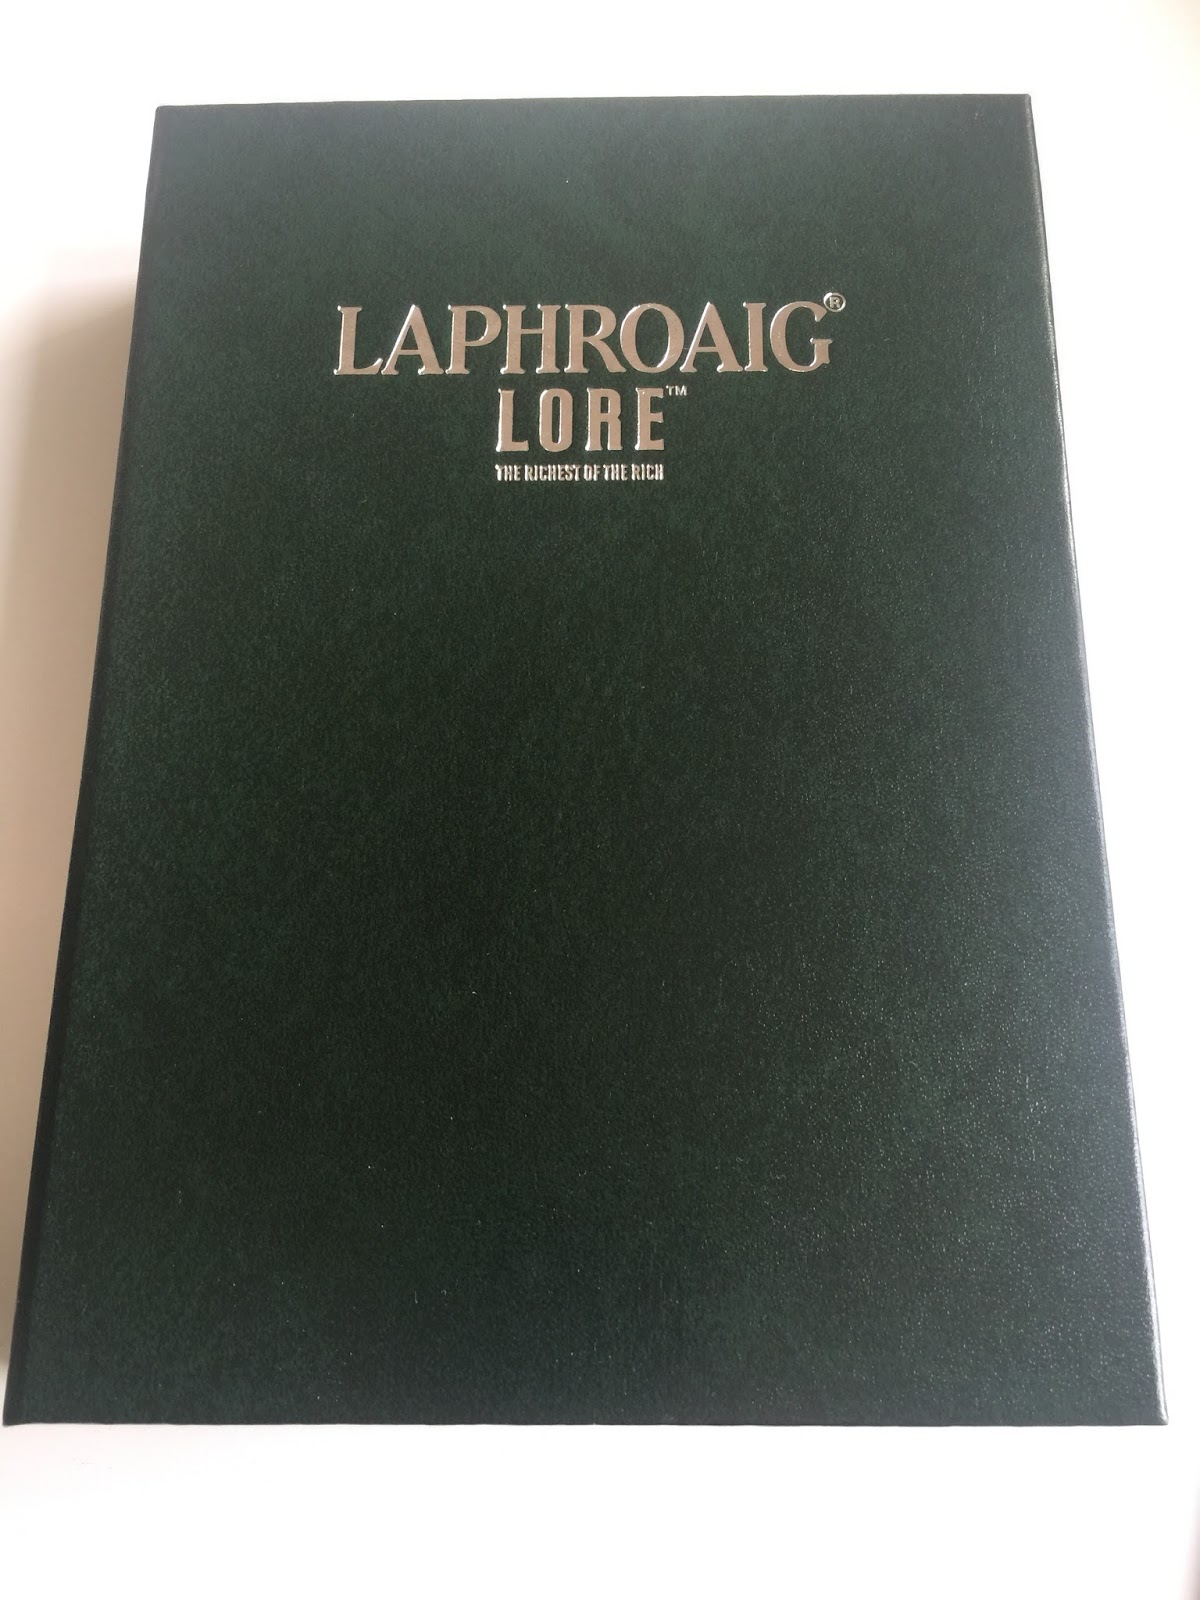 LAPHROAIG®
LORE™
THE RICHEST OF THE RICH